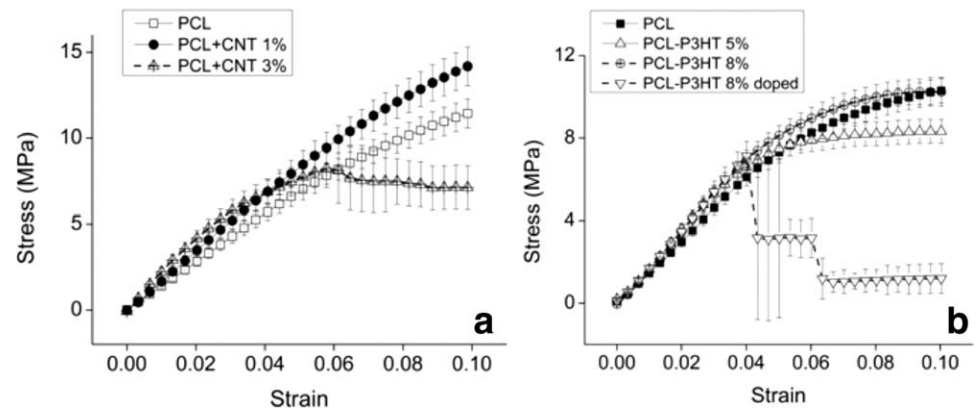 PCL
PCL+CNT 1%
PCL+CNT 3%
15
10
5
0
Stress (MPa)
0.00 0.02 0.04 0.06 0.08 0.10
Strain
a
PCL
PCL-P3HT 5%
PCL-P3HT 8%
PCL-P3HT 8% doped
12
8
4
0
Stress (MPa)
0.00 0.02 0.04 0.06 0.08 0.10
Strain
b